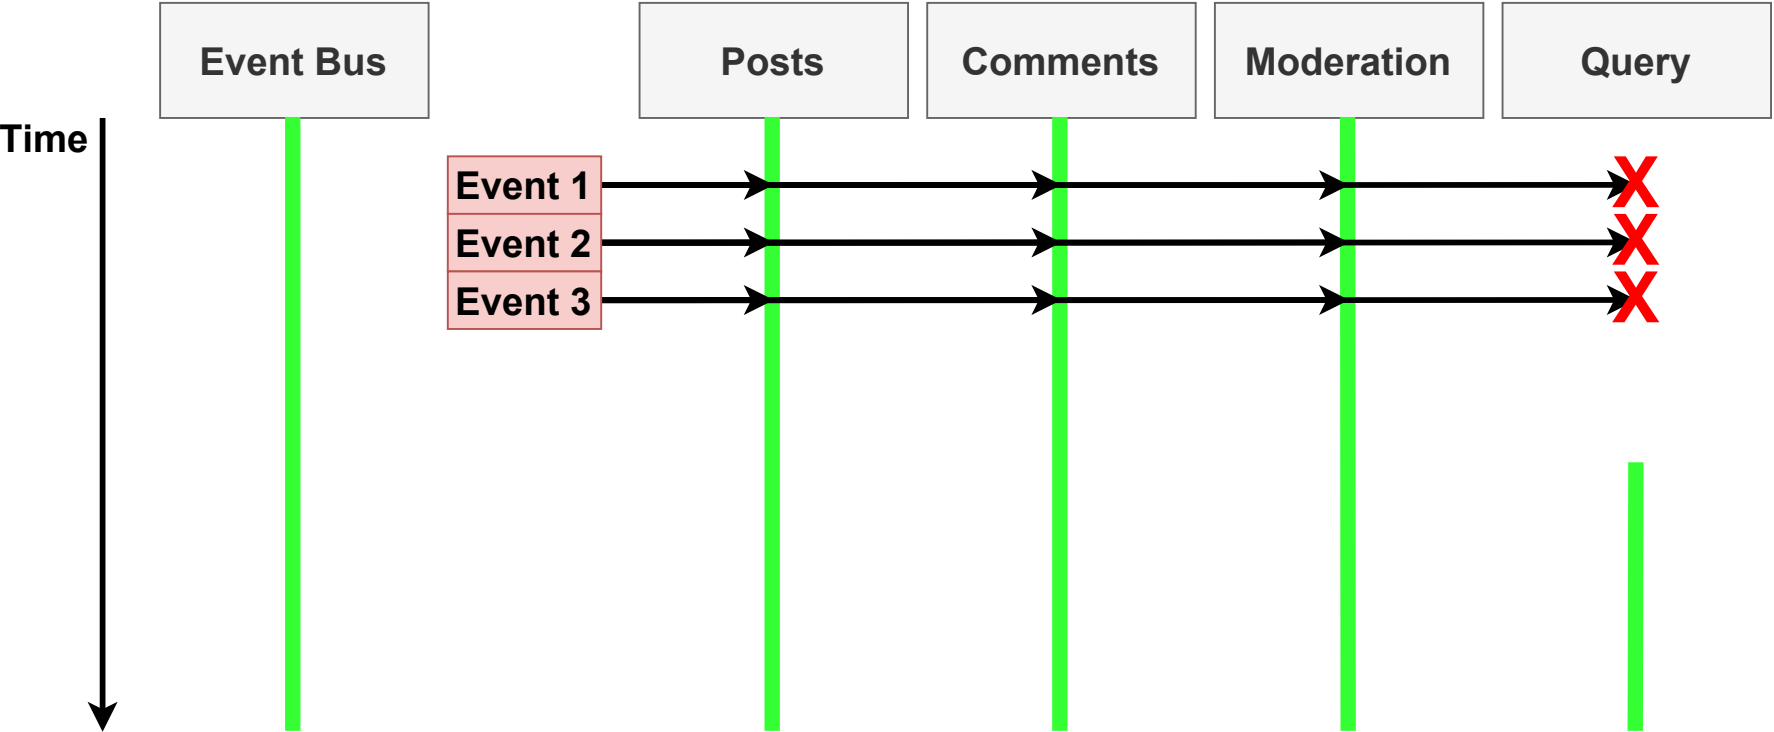 Event Bus
Posts
Comments
Moderation
Query
Time
Event 1
X
Event 2
X
Event 3
X